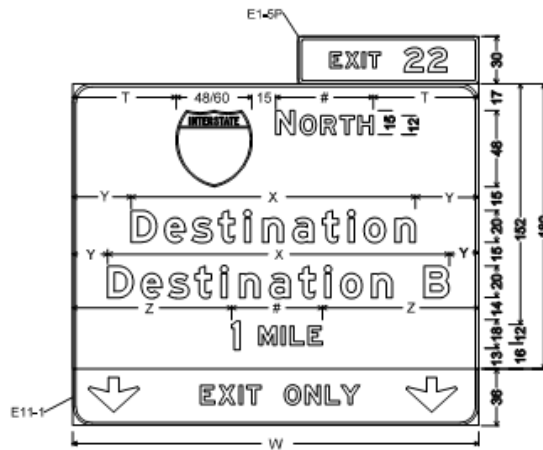 E1-5P
EXIT 22
30
T 48/60 15 # T
17
INTERSTATE
NORTH
15
12
48
Y X Y
15
Destination
20
152
Y X Y
15
Destination B
20
Z # Z
14
1 MILE
18
12
13
16
EXIT ONLY
36
E11-1
W